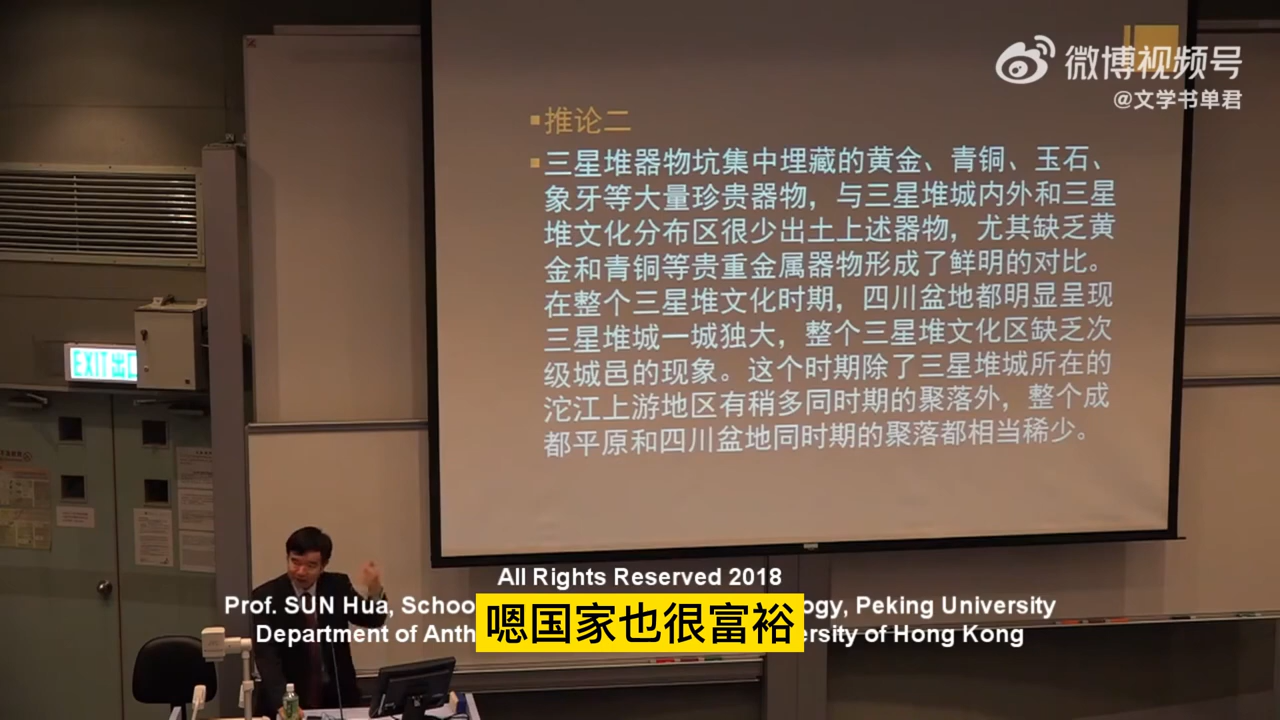 微博视频号
@文学书单君
推论二
三星堆器物坑集中埋藏的黄金、青铜、玉石、
象牙等大量珍贵器物，与三星堆城内外和三星
堆文化分布区很少出土上述器物，尤其缺乏黄
金和青铜等贵重金属器物形成了鲜明的对比。
在整个三星堆文化时期，四川盆地都明显呈现
三星堆城一城独大，整个三星堆文化区缺乏次
级城邑的现象。这个时期除了三星堆城所在的
沱江上游地区有稍多同时期的聚落外，整个成
都平原和四川盆地同时期的聚落都相当稀少。
EXIT 出口
All Rights Reserved 2018
Prof. SUN Hua, Schoo ogy, Peking University
Department of Anth ersity of Hong Kong
嗯国家也很富裕